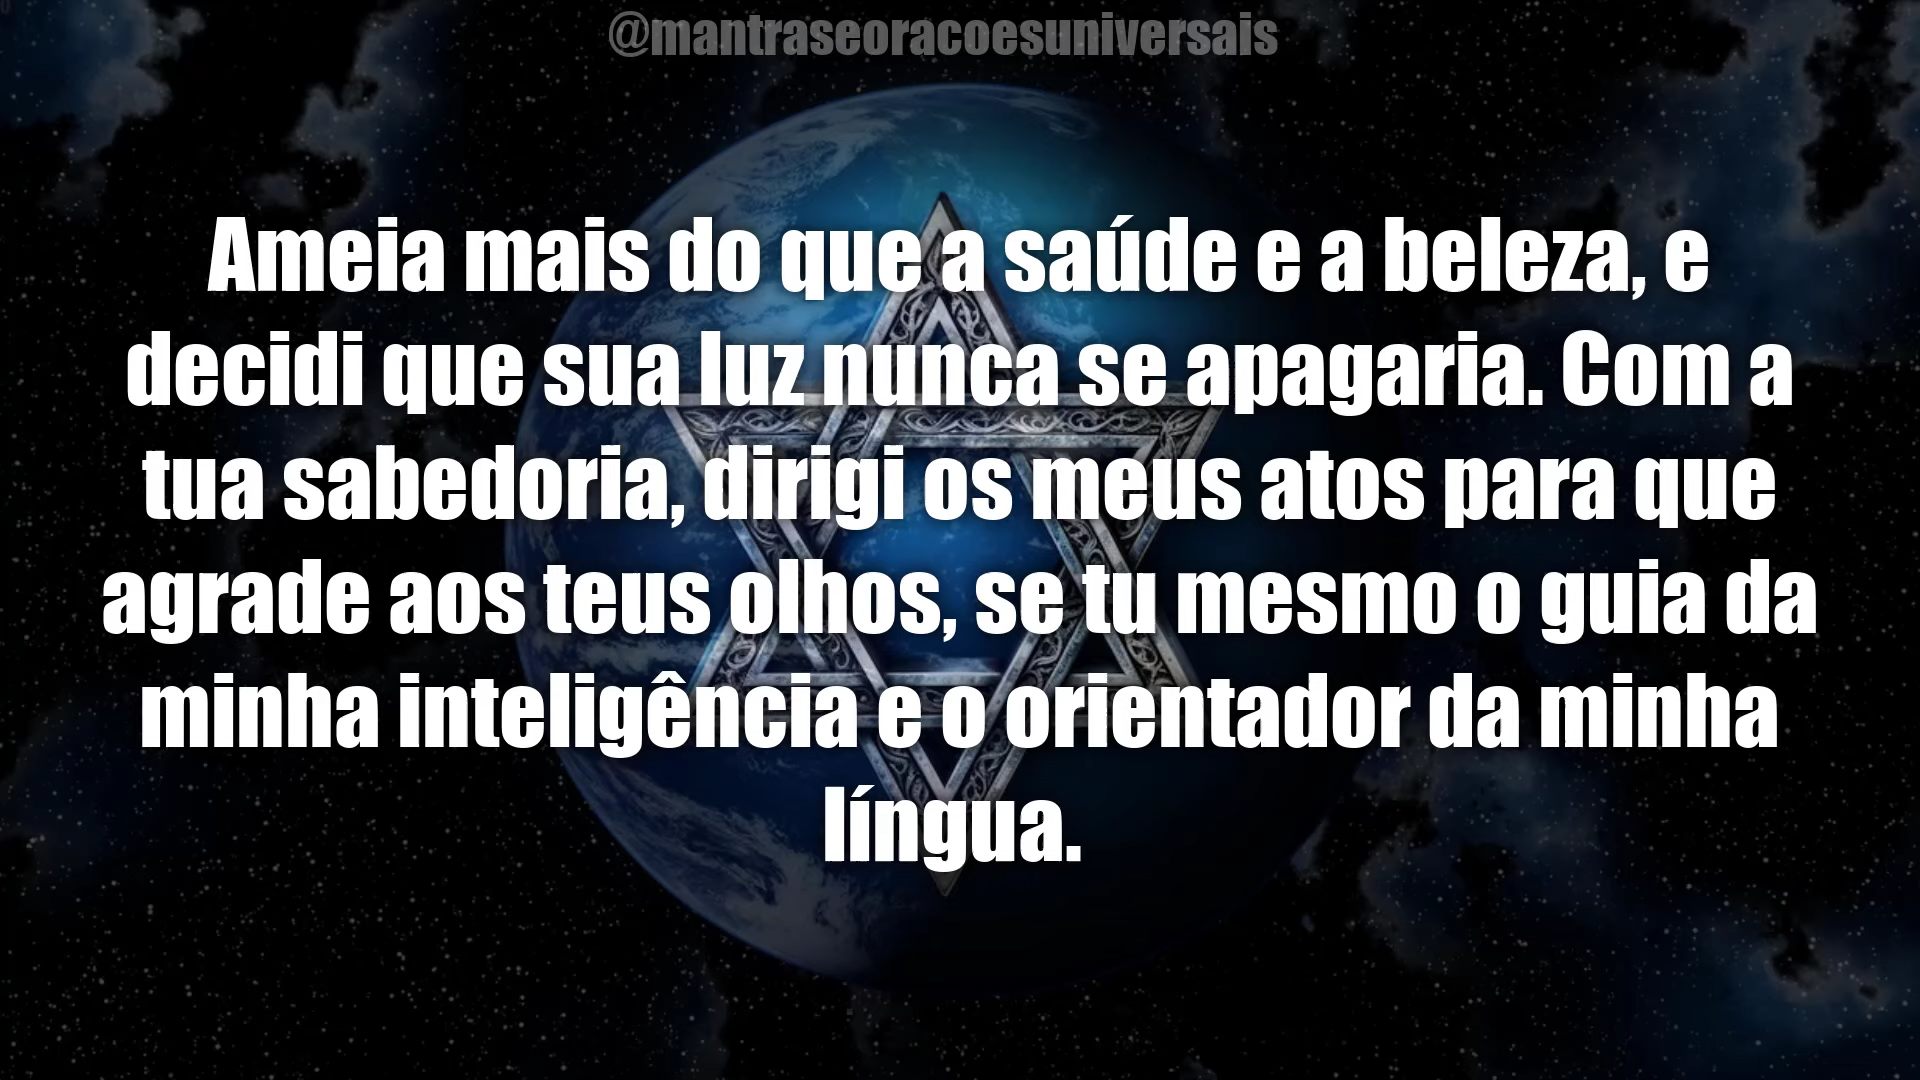 @mantraseoracoesuniversais
Ameia mais do que a saúde e a beleza, e
decidi que sua luz nunca se apagaria. Com a
tua sabedoria, dirigi os meus atos para que
agrade aos teus olhos, se tu mesmo o guia da
minha inteligência e o orientador da minha
língua.